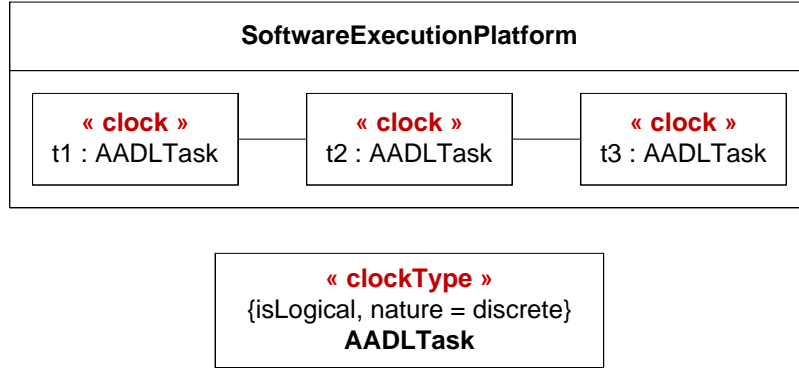 SoftwareExecutionPlatform
« clock »
t1 : AADLTask
« clock »
t2 : AADLTask
« clock »
t3 : AADLTask
« clockType »
{isLogical, nature = discrete}
AADLTask